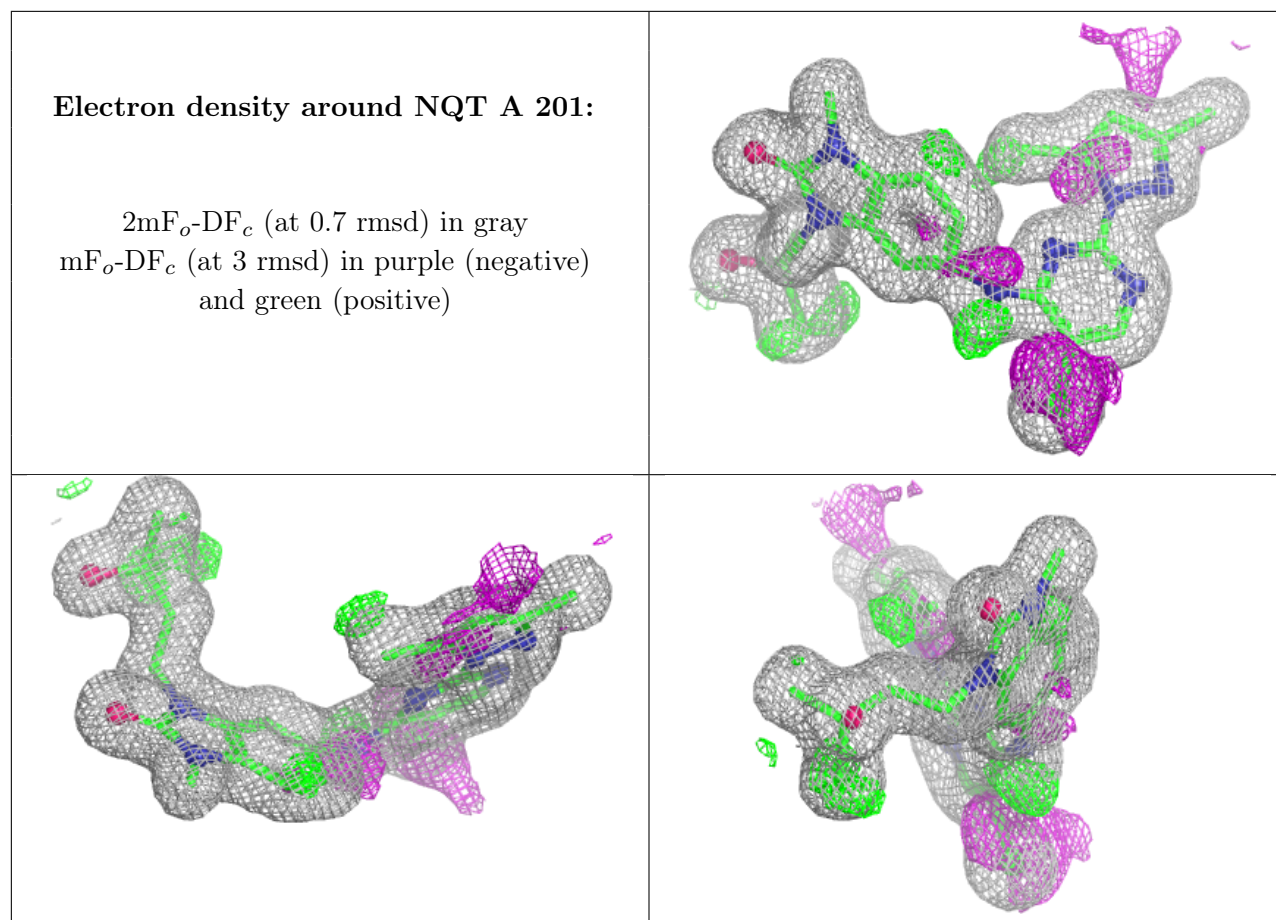 Electron density around NQT A 201:
2mFo-DFc (at 0.7 rmsd) in gray
mFo-DFc (at 3 rmsd) in purple (negative)
and green (positive)